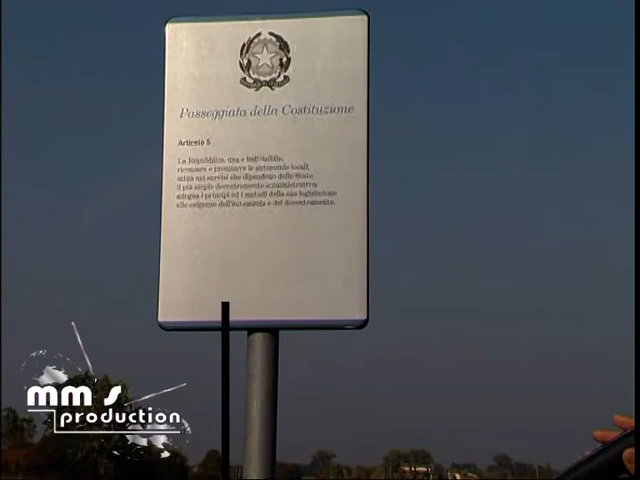 Passeggiata della Costituzione
Articolo 5
La Repubblica, una e indivisibile,
riconosce e promuove le autonomie locali;
attua nei servizi che dipendono dallo Stato
il più ampio decentramento amministrativo;
adegua i principi ed i metodi della sua legislazione
alle esigenze dell'autonomia e del decentramento.
mms
production